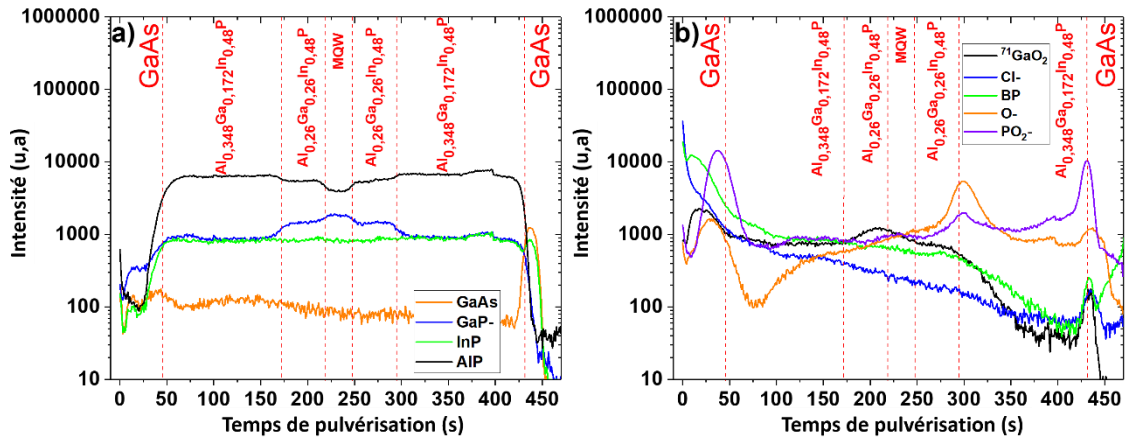 a)
1000000
100000
10000
1000
100
10
Intensité (u,a)
GaAs
Al0,348Ga0,172In0,48P
Al0,26Ga0,26In0,48P
MQW
Al0,26Ga0,26In0,48P
Al0,348Ga0,172In0,48P
GaAs
GaAs
GaP-
InP
AlP
0 50 100 150 200 250 300 350 400 450
Temps de pulvérisation (s)
b)
1000000
100000
10000
1000
100
10
Intensité (u,a)
GaAs
Al0,348Ga0,172In0,48P
Al0,26Ga0,26In0,48P
MQW
Al0,26Ga0,26In0,48P
Al0,348Ga0,172In0,48P
GaAs
71GaO2
Cl-
BP
O-
PO2-
0 50 100 150 200 250 300 350 400 450
Temps de pulvérisation (s)